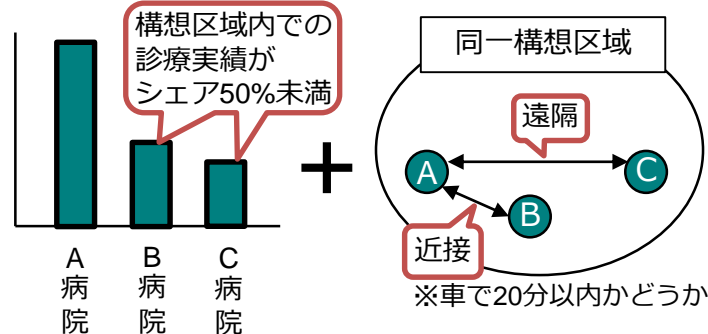 構想区域内での
診療実績が
シェア50%未満
A
病
院
B
病
院
C
病
院
+
同一構想区域
遠隔
A
C
B
近接
※車で20分以内かどうか